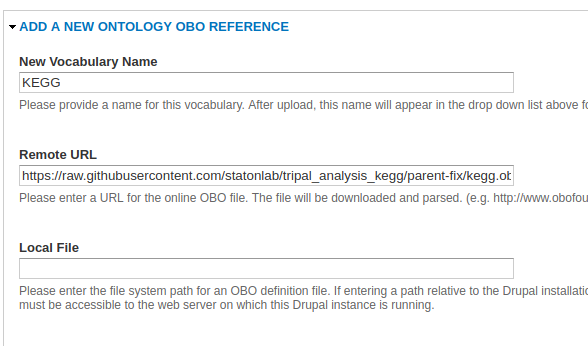 ADD A NEW ONTOLOGY OBO REFERENCE
New Vocabulary Name
KEGG
Please provide a name for this vocabulary. After upload, this name will appear in the drop down list above
Remote URL
https://raw.githubusercontent.com/statonlab/tripal_analysis_kegg/parent-fix/kegg.ob
Please enter a URL for the online OBO file. The file will be downloaded and parsed. (e.g. http://www.obofou
Local File
Please enter the file system path for an OBO definition file. If entering a path relative to the Drupal installatio
must be accessible to the web server on which this Drupal instance is running.